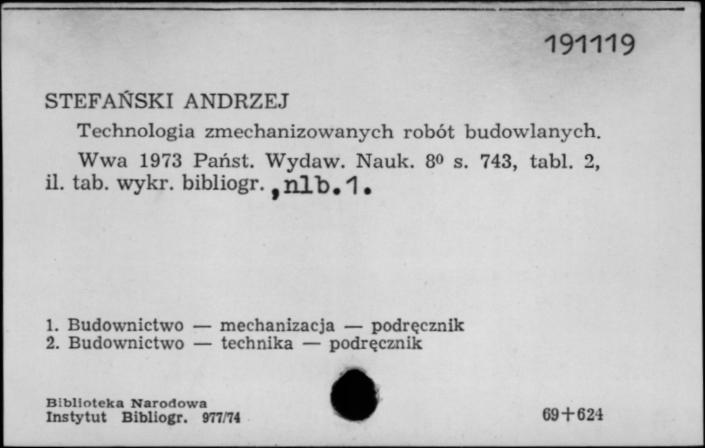 191119
STEFAŃSKI ANDRZEJ
Technologia zmechanizowanych robót budowlanych.
Wwa 1973 Państ. Wydaw. Nauk. 8º s. 743, tabl. 2,
il. tab. wykr. bibliogr. ,nlb.1.
1. Budownictwo — mechanizacja — podręcznik
2. Budownictwo — technika — podręcznik
Biblioteka Narodowa
Instytut Bibliogr. 977/74
69+624